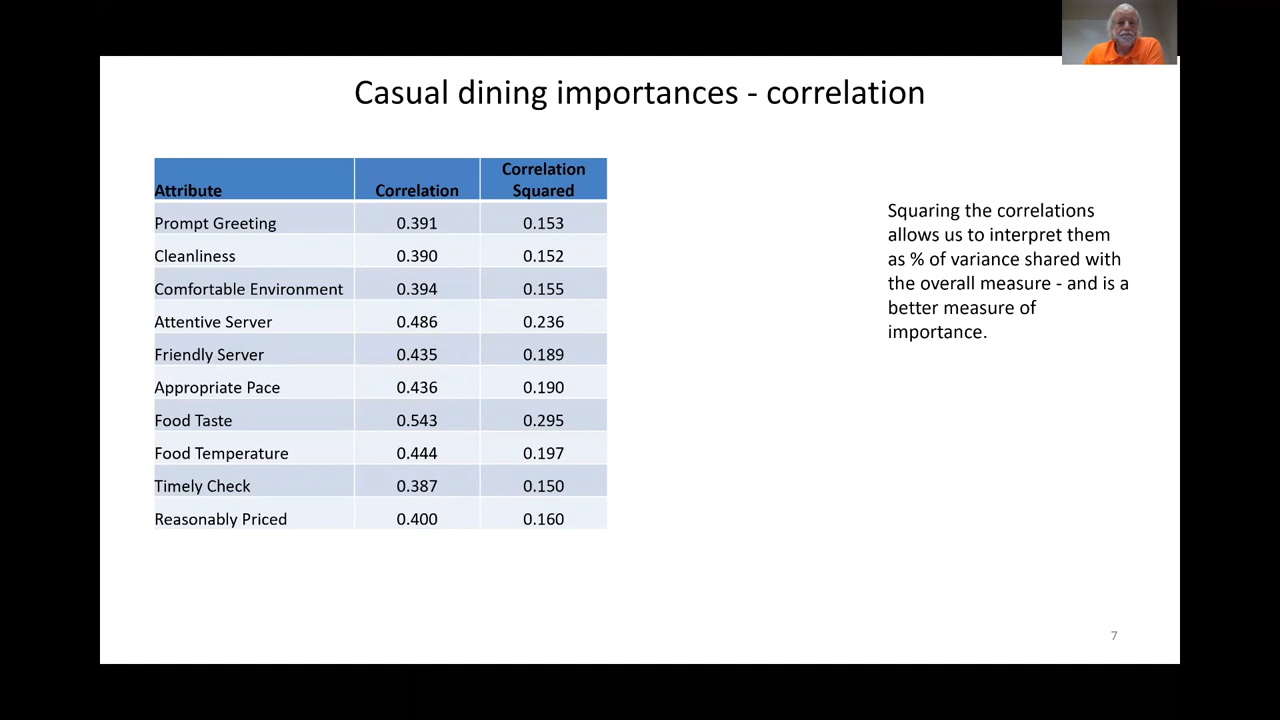 Casual dining importances - correlation
Attribute Correlation Correlation Squared
Prompt Greeting 0.391 0.153
Cleanliness 0.390 0.152
Comfortable Environment 0.394 0.155
Attentive Server 0.486 0.236
Friendly Server 0.435 0.189
Appropriate Pace 0.436 0.190
Food Taste 0.543 0.295
Food Temperature 0.444 0.197
Timely Check 0.387 0.150
Reasonably Priced 0.400 0.160
Squaring the correlations
allows us to interpret them
as % of variance shared with
the overall measure - and is a
better measure of
importance.
7